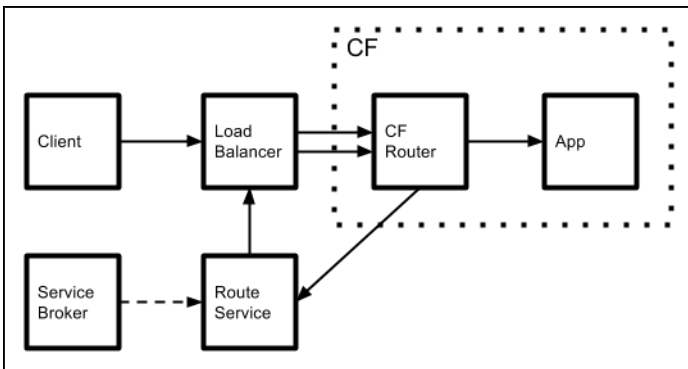 CF
Client
Load
Balancer
CF
Router
App
Service
Broker
Route
Service